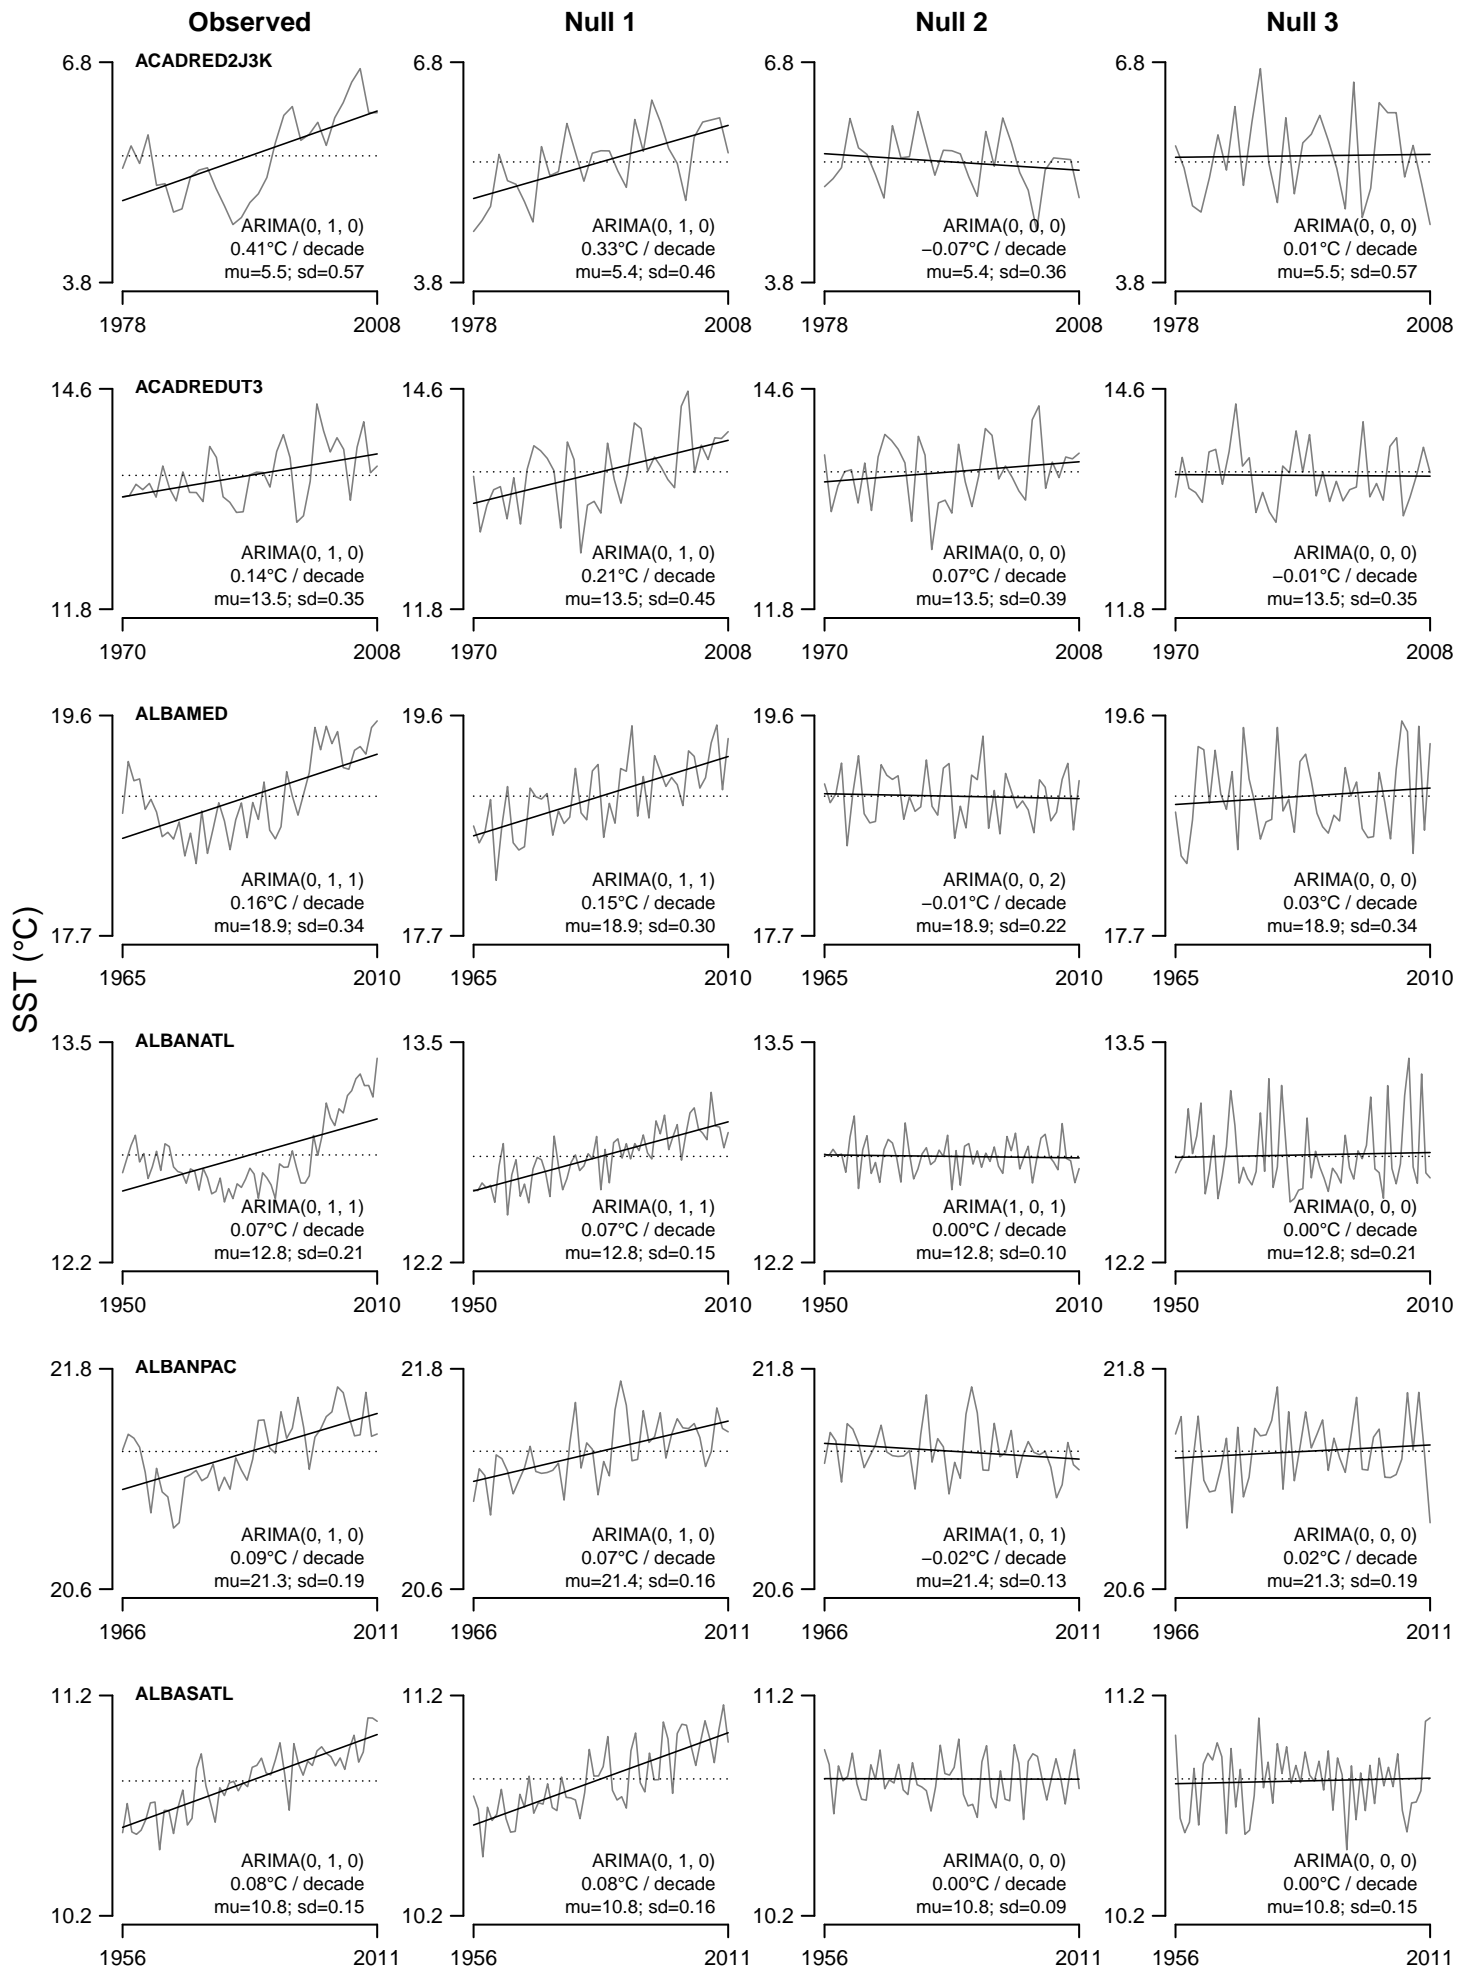 Observed Null 1 Null 2 Null 3
ACADRED2J3K
6.8 6.8 6.8 6.8
ARIMA(0, 1, 0) ARIMA(0, 1, 0) ARIMA(0, 0, 0) ARIMA(0, 0, 0)
0.41°C / decade 0.33°C / decade −0.07°C / decade 0.01°C / decade
mu=5.5; sd=0.57 mu=5.4; sd=0.46 mu=5.4; sd=0.36 mu=5.5; sd=0.57
3.8 3.8 3.8 3.8
1978 2008 1978 2008 1978 2008 1978 2008
ACADREDUT3
14.6 14.6 14.6 14.6
ARIMA(0, 1, 0) ARIMA(0, 1, 0) ARIMA(0, 0, 0) ARIMA(0, 0, 0)
0.14°C / decade 0.21°C / decade 0.07°C / decade −0.01°C / decade
mu=13.5; sd=0.35 mu=13.5; sd=0.45 mu=13.5; sd=0.39 mu=13.5; sd=0.35
11.8 11.8 11.8 11.8
1970 2008 1970 2008 1970 2008 1970 2008
ALBAMED
19.6 19.6 19.6 19.6
ARIMA(0, 1, 1) ARIMA(0, 1, 1) ARIMA(0, 0, 2) ARIMA(0, 0, 0)
0.16°C / decade 0.15°C / decade −0.01°C / decade 0.03°C / decade
mu=18.9; sd=0.34 mu=18.9; sd=0.30 mu=18.9; sd=0.22 mu=18.9; sd=0.34
17.7 17.7 17.7 17.7
1965 2010 1965 2010 1965 2010 1965 2010
SST (°C)
ALBANATL
13.5 13.5 13.5 13.5
ARIMA(0, 1, 1) ARIMA(0, 1, 1) ARIMA(1, 0, 1) ARIMA(0, 0, 0)
0.07°C / decade 0.07°C / decade 0.00°C / decade 0.00°C / decade
mu=12.8; sd=0.21 mu=12.8; sd=0.15 mu=12.8; sd=0.10 mu=12.8; sd=0.21
12.2 12.2 12.2 12.2
1950 2010 1950 2010 1950 2010 1950 2010
ALBANPAC
21.8 21.8 21.8 21.8
ARIMA(0, 1, 0) ARIMA(0, 1, 0) ARIMA(1, 0, 1) ARIMA(0, 0, 0)
0.09°C / decade 0.07°C / decade −0.02°C / decade 0.02°C / decade
mu=21.3; sd=0.19 mu=21.4; sd=0.16 mu=21.4; sd=0.13 mu=21.3; sd=0.19
20.6 20.6 20.6 20.6
1966 2011 1966 2011 1966 2011 1966 2011
ALBASATL
11.2 11.2 11.2 11.2
ARIMA(0, 1, 0) ARIMA(0, 1, 0) ARIMA(0, 0, 0) ARIMA(0, 0, 0)
0.08°C / decade 0.08°C / decade 0.00°C / decade 0.00°C / decade
mu=10.8; sd=0.15 mu=10.8; sd=0.16 mu=10.8; sd=0.09 mu=10.8; sd=0.15
10.2 10.2 10.2 10.2
1956 2011 1956 2011 1956 2011 1956 2011